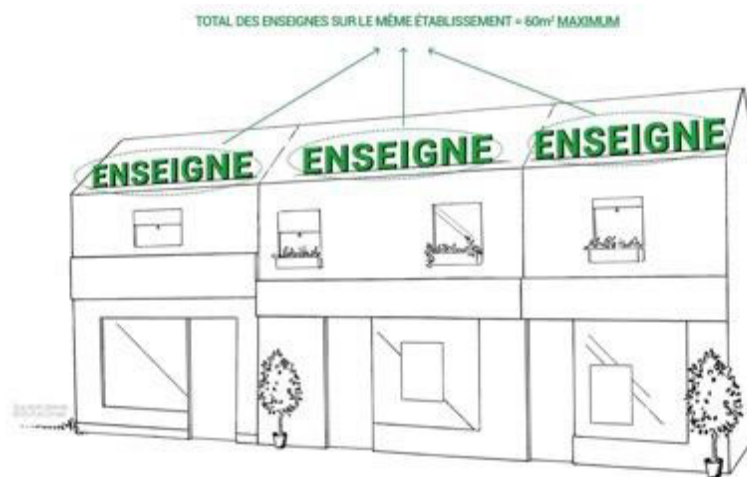 TOTAL DES ENSEIGNES SUR LE MÊME ÉTABLISSEMENT = 60m² MAXIMUM
ENSEIGNE
ENSEIGNE
ENSEIGNE